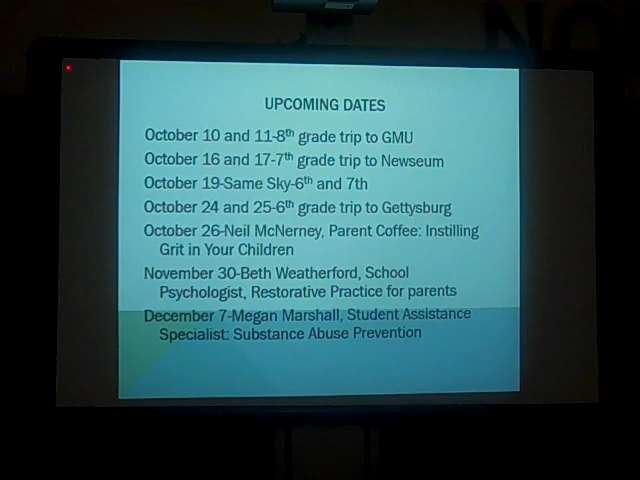 NO
UPCOMING DATES
October 10 and 11-8th grade trip to GMU
October 16 and 17-7th grade trip to Newseum
October 19-Same Sky-6th and 7th
October 24 and 25-6th grade trip to Gettysburg
October 26-Neil McNerney, Parent Coffee: Instilling
Grit in Your Children
November 30-Beth Weatherford, School
Psychologist, Restorative Practice for parents
December 7-Megan Marshall, Student Assistance
Specialist: Substance Abuse Prevention